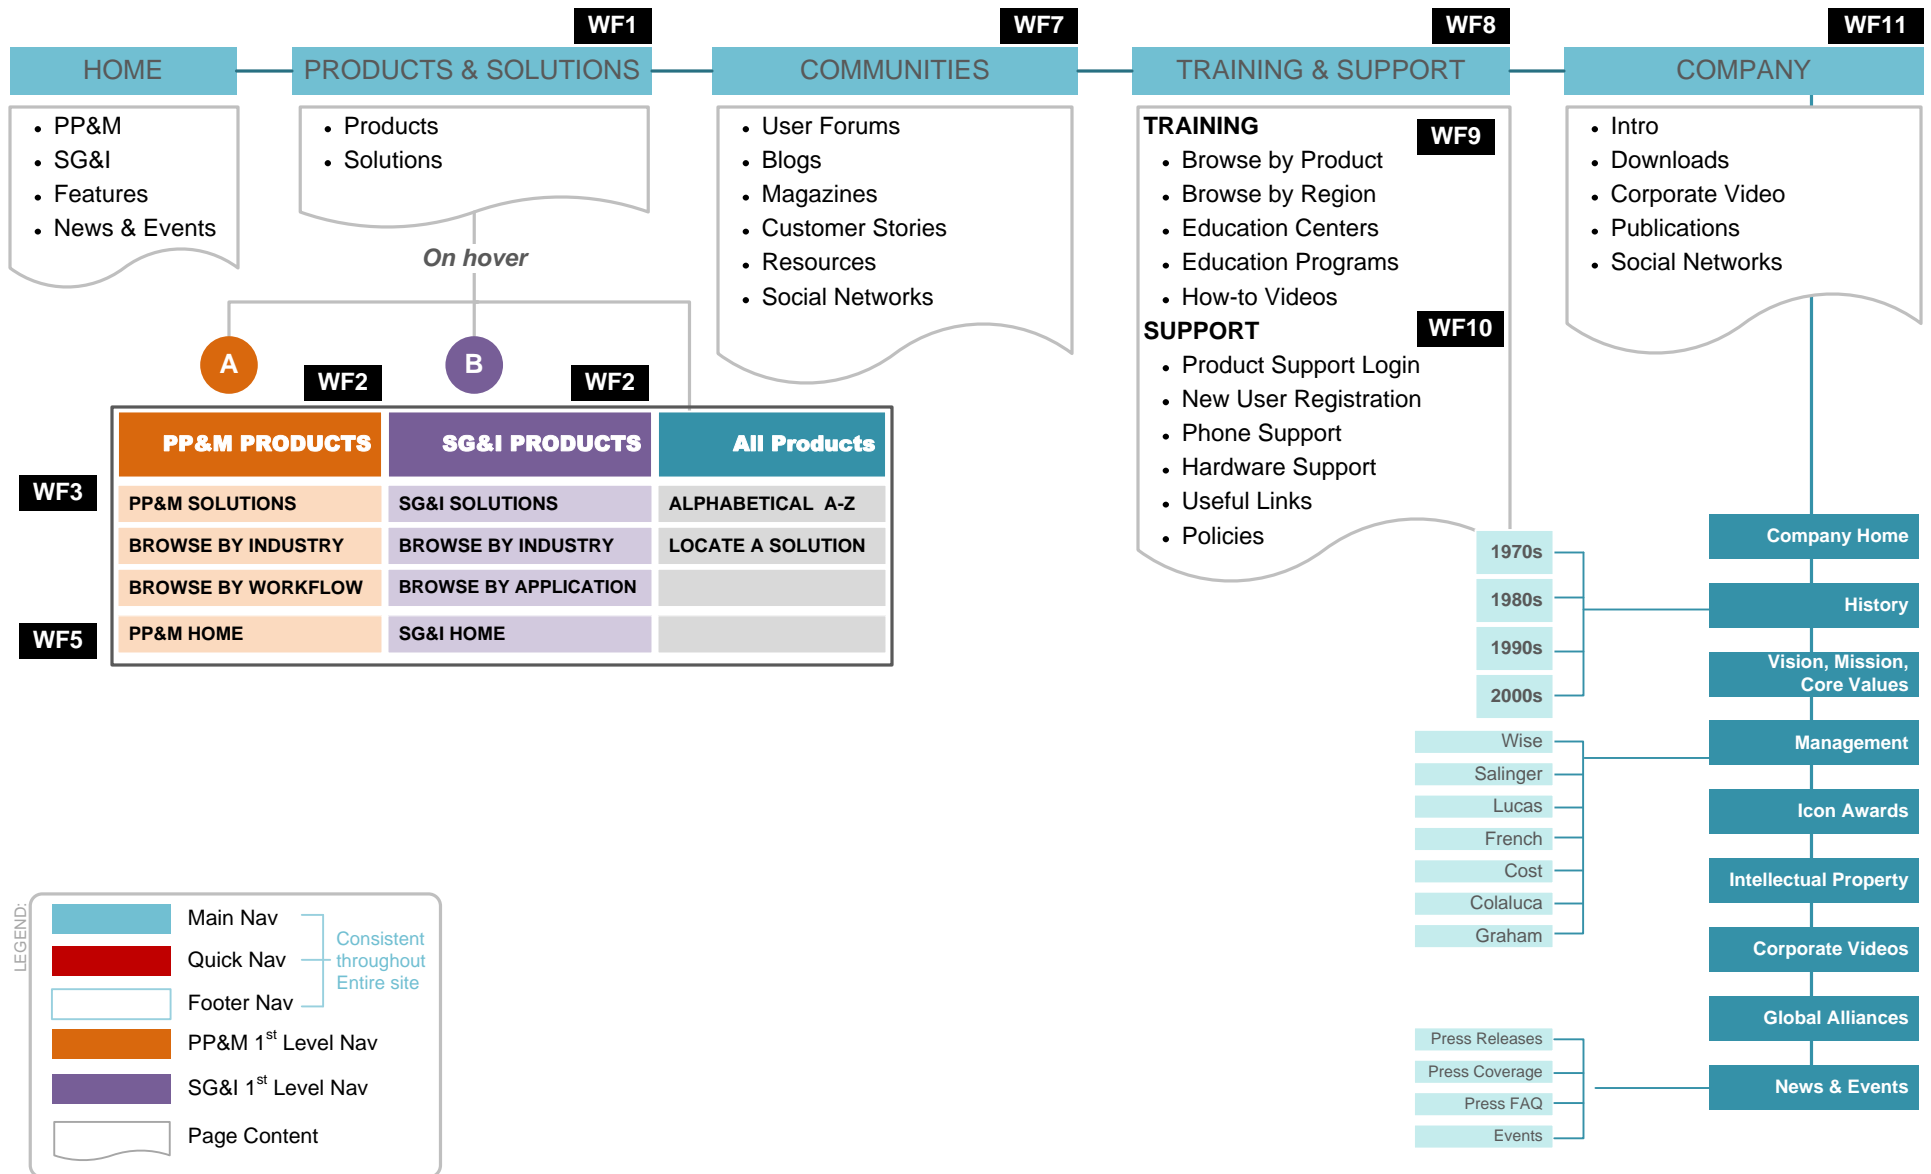 WF1
WF7
WF8
WF11
HOME
PRODUCTS & SOLUTIONS
COMMUNITIES
TRAINING & SUPPORT
COMPANY
• PP&M
• SG&I
• Features
• News & Events
• Products
• Solutions
On hover
• User Forums
• Blogs
• Magazines
• Customer Stories
• Resources
• Social Networks
TRAINING
WF9
• Browse by Product
• Browse by Region
• Education Centers
• Education Programs
• How-to Videos
SUPPORT
WF10
• Product Support Login
• New User Registration
• Phone Support
• Hardware Support
• Useful Links
• Policies
• Intro
• Downloads
• Corporate Video
• Publications
• Social Networks
A
B
WF2
WF2
PP&M PRODUCTS
SG&I PRODUCTS
All Products
WF3
PP&M SOLUTIONS
SG&I SOLUTIONS
ALPHABETICAL A-Z
BROWSE BY INDUSTRY
BROWSE BY INDUSTRY
LOCATE A SOLUTION
BROWSE BY WORKFLOW
BROWSE BY APPLICATION
WF5
PP&M HOME
SG&I HOME
Company Home
History
1970s
1980s
1990s
2000s
Vision, Mission,
Core Values
Management
Wise
Salinger
Lucas
French
Cost
Colaluca
Graham
Icon Awards
Intellectual Property
Corporate Videos
Global Alliances
News & Events
Press Releases
Press Coverage
Press FAQ
Events
LEGEND:
Main Nav
Quick Nav
Footer Nav
Consistent
throughout
Entire site
PP&M 1st Level Nav
SG&I 1st Level Nav
Page Content